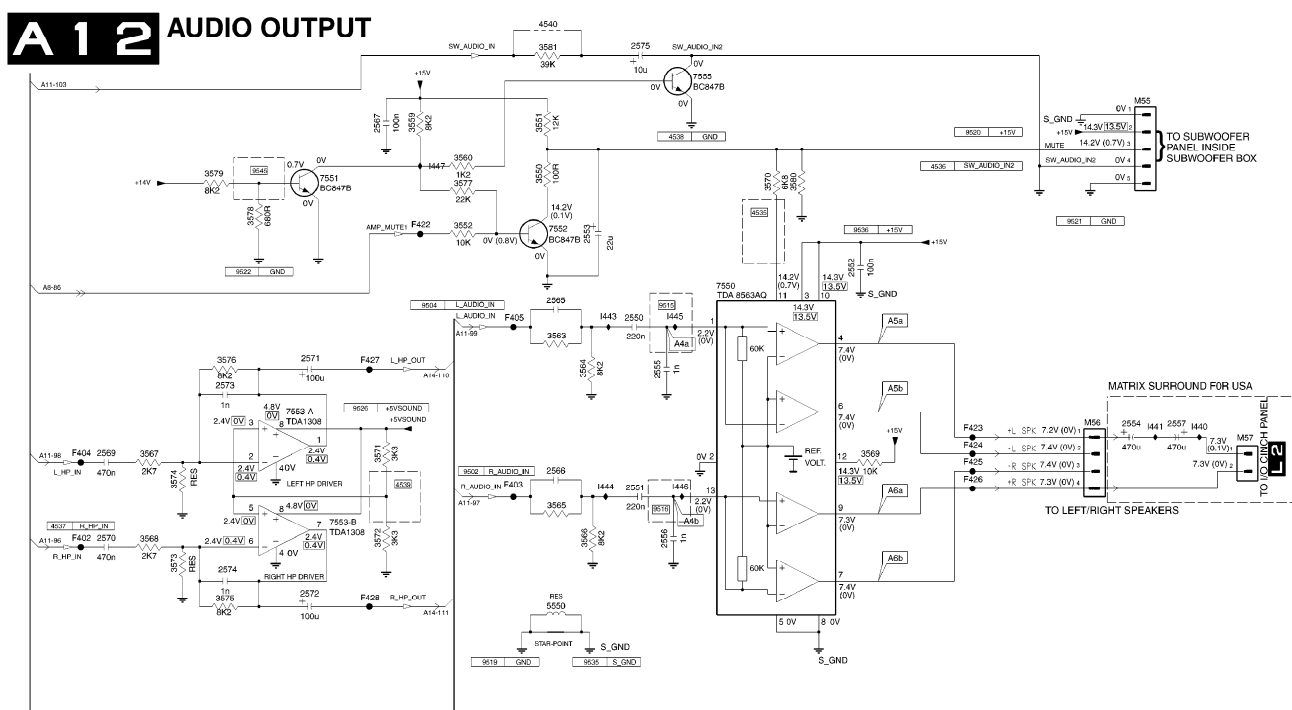 A 1 2 AUDIO OUTPUT
4540
SW_AUDIO_IN
3581
39K
2575
10u
SW_AUDIO_IN2
0V
7555
BC847B
0V
0V
4538 GND
A11-103
+15V
2567
100n
3559
8K2
3551
12K
3550
100R
I447
3560
1K2
3577
22K
+14V
3579
8K2
9545
0.7V
0V
7551
BC847B
0V
3578
680R
9522 GND
AMP_MUTE1
F422
3552
10K
0V (0.8V)
14.2V
(0.1V)
7552
BC847B
0V
2553
22u
A8-86
M55
0V 1
S_GND
14.3V 13.5V 2
+15V
14.2V (0.7V) 3
MUTE
SW_AUDIO_IN2
0V 4
0V 5
TO SUBWOOFER
PANEL INSIDE
SUBWOOFER BOX
9520 +15V
4536 SW_AUDIO_IN2
9521 GND
3570
6K8
3580
4535
9536 +15V
+15V
2552
100n
S_GND
14.2V
(0.7V)
11
3
14.3V
13.5V
10
14.3V
13.5V
7550
TDA 8563AQ
9504 L_AUDIO_IN
L_AUDIO_IN
A11-99
F405
2565
3563
I443
2550
220n
3564
8K2
9515
I445
A4a
2555
1n
1
2.2V
(0V)
60K
4
7.4V
(0V)
A5a
6
7.4V
(0V)
A5b
+15V
REF.
VOLT.
12
14.3V
13.5V
3569
10K
0V 2
9
7.3V
(0V)
A6a
60K
7
7.4V
(0V)
A6b
5 0V
8 0V
S_GND
3576
8K2
2571
100u
F427
L_HP_OUT
A14-110
2573
1n
4.8V
0V
8
7553-A
TDA1308
2.4V 0V 3
2
2.4V
0.4V
1
2.4V
0.4V
4 0V
LEFT HP DRIVER
9526 +5VSOUND
+5VSOUND
3571
3K3
4539
3572
3K3
A11-98
L_HP_IN
F404
2569
470n
3567
2K7
3574
RES
5
2.4V 0V
8 4.8V 0V
7553-B
TDA1308
7
2.4V
0.4V
2.4V 0.4V 6
4 0V
RIGHT HP DRIVER
4537 R_HP_IN
A11-96
R_HP_IN
F402
2570
470n
3568
2K7
3573
RES
2574
1n
3575
8K2
2572
100u
F428
R_HP_OUT
A14-111
9502 R_AUDIO_IN
R_AUDIO_IN
A11-97
F403
2566
3565
I444
2551
220n
3566
8K2
9516
I446
A4b
2556
1n
13
2.2V
(0V)
RES
5550
STAR-POINT
S_GND
9519 GND
9535 S_GND
MATRIX SURROUND FOR USA
F423
+L SPK 7.2V (0V) 1
F424
-L SPK 7.4V (0V) 2
F425
-R SPK 7.4V (0V) 3
F426
+R SPK 7.3V (0V) 4
M56
2554
470u
I441
2557
470u
I440
7.3V
(0.1V) 1
7.3V (0V) 2
M57
TO I/O CINCH PANEL
L2
TO LEFT/RIGHT SPEAKERS